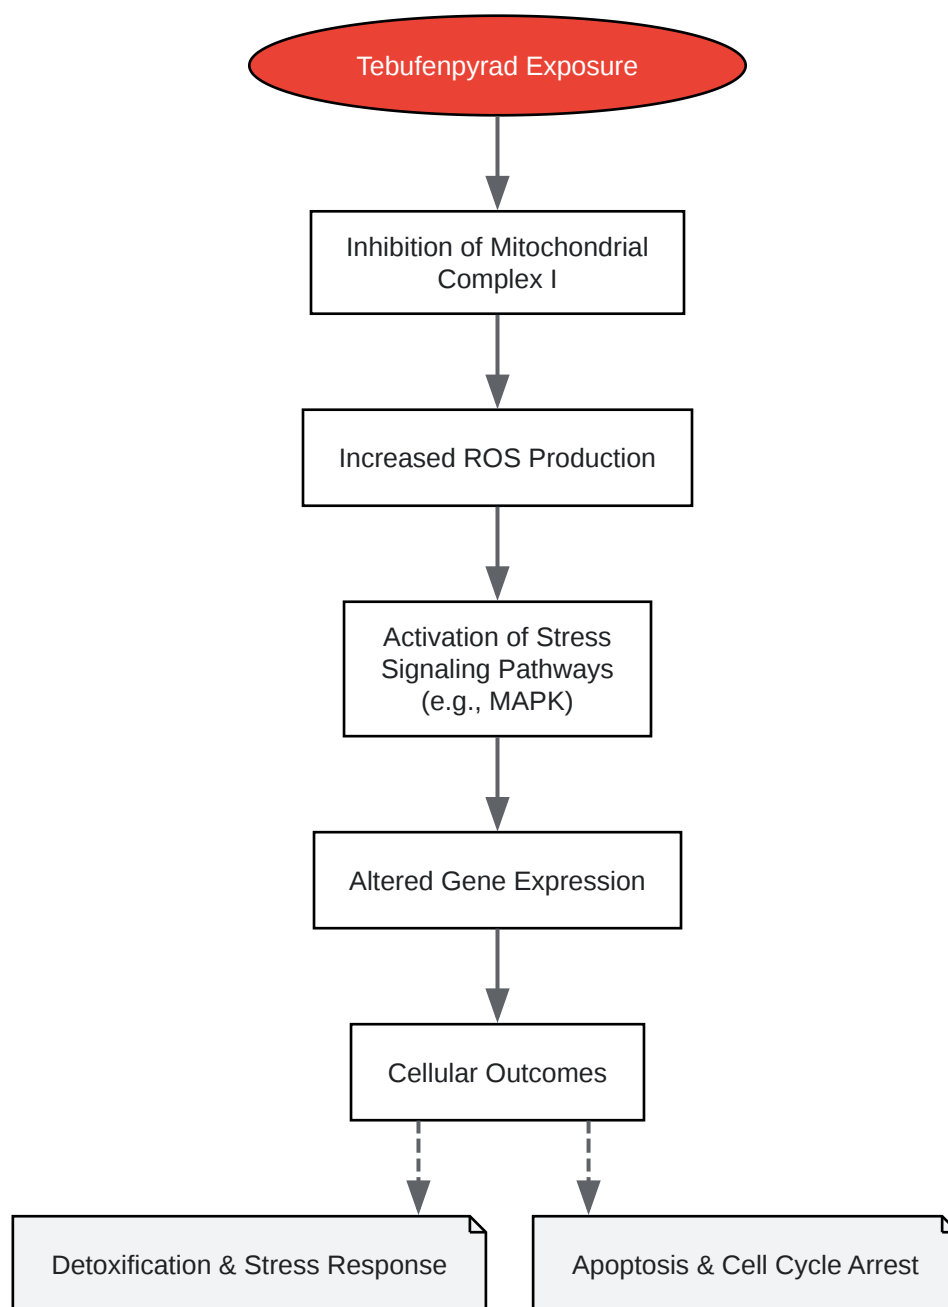 Tebufenpyrad Exposure
Inhibition of Mitochondrial
Complex I
Increased ROS Production
Activation of Stress
Signaling Pathways
(e.g., MAPK)
Altered Gene Expression
Cellular Outcomes
Detoxification & Stress Response
Apoptosis & Cell Cycle Arrest